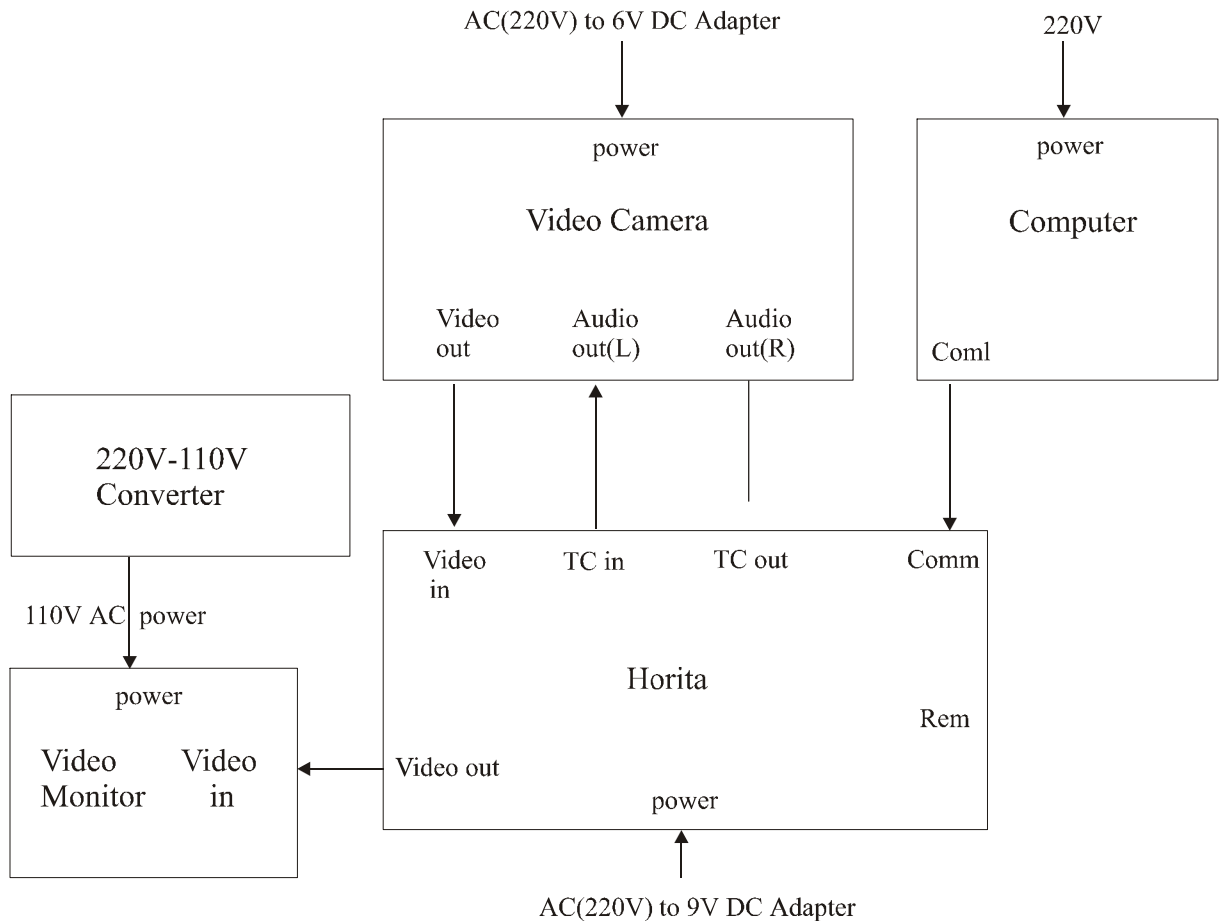 AC(220V) to 6V DC Adapter
220V
power
Video Camera
Video
out
Audio
out(L)
Audio
out(R)
power
Computer
Coml
220V-110V
Converter
110V AC power
Video
in
TC in
TC out
Comm
Horita
Rem
Video out
power
power
Video
Monitor
Video
in
AC(220V) to 9V DC Adapter